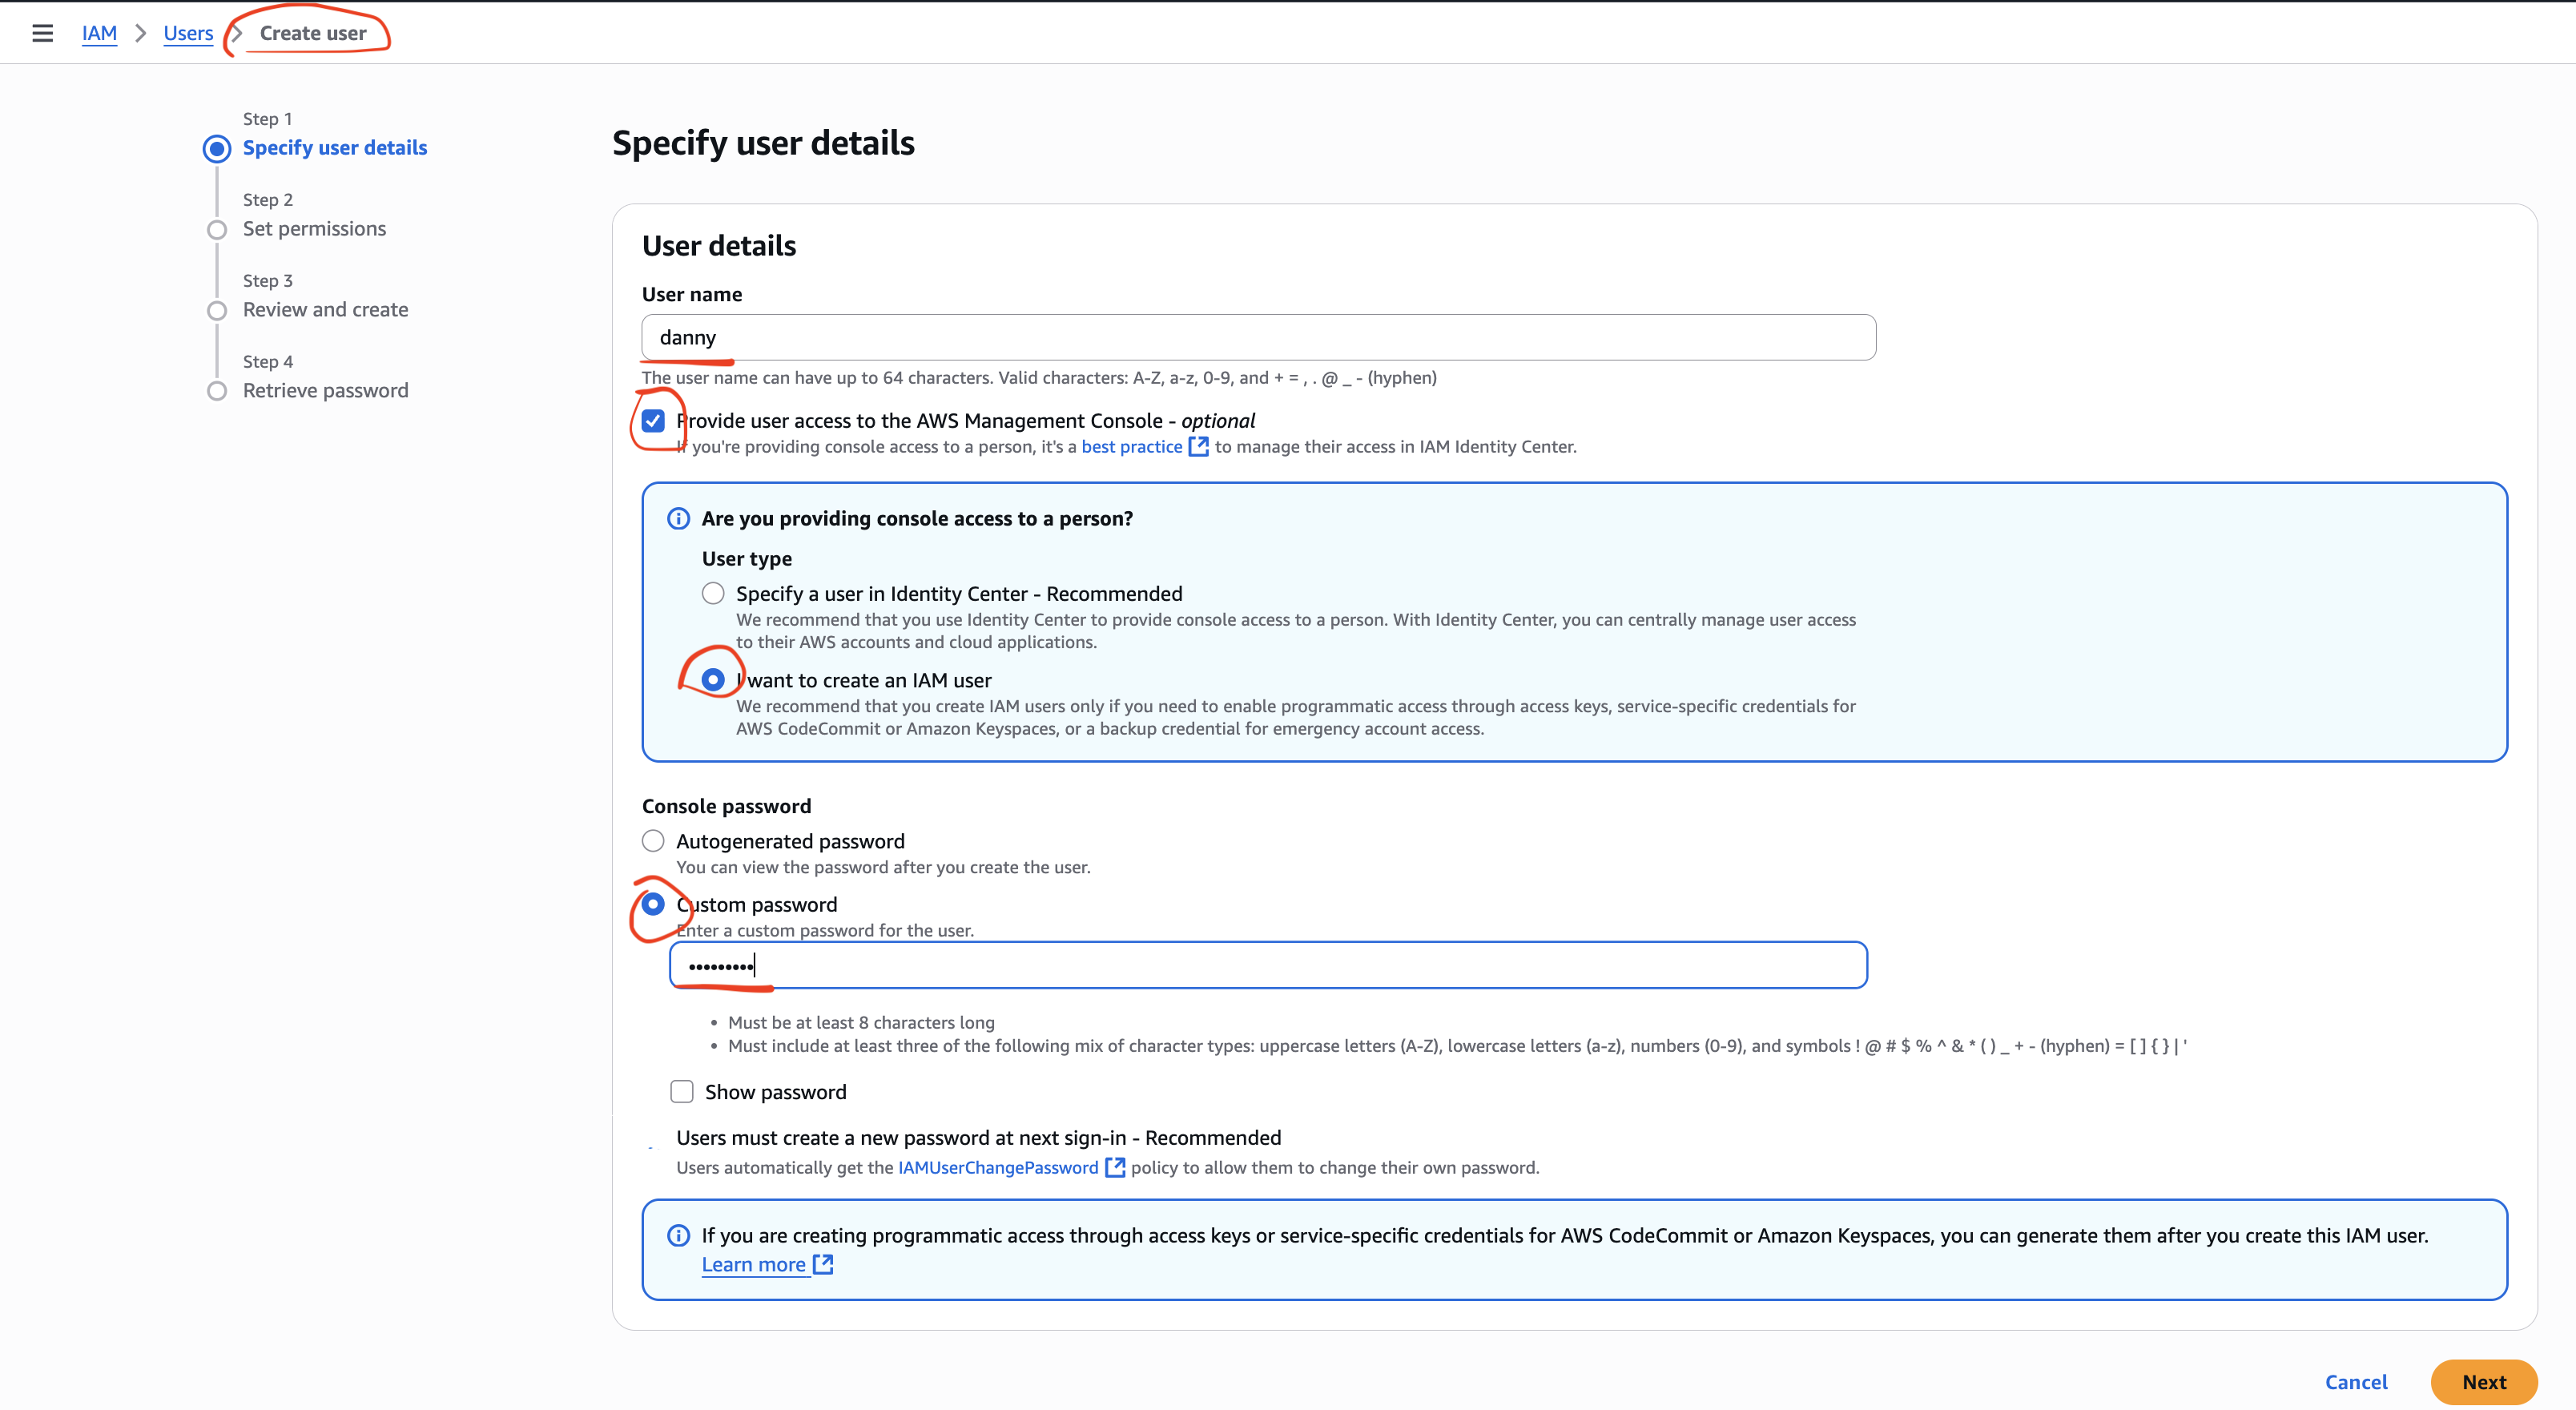 IAM > Users > Create user
Step 1
Specify user details
Step 2
Set permissions
Step 3
Review and create
Step 4
Retrieve password
Specify user details
User details
User name
danny
The user name can have up to 64 characters. Valid characters: A-Z, a-z, 0-9, and + = , . @ _ - (hyphen)
Provide user access to the AWS Management Console - optional
If you're providing console access to a person, it's a best practice to manage their access in IAM Identity Center.
Are you providing console access to a person?
User type
Specify a user in Identity Center - Recommended
We recommend that you use Identity Center to provide console access to a person. With Identity Center, you can centrally manage user access
to their AWS accounts and cloud applications.
I want to create an IAM user
We recommend that you create IAM users only if you need to enable programmatic access through access keys, service-specific credentials for
AWS CodeCommit or Amazon Keyspaces, or a backup credential for emergency account access.
Console password
Autogenerated password
You can view the password after you create the user.
Custom password
Enter a custom password for the user.
•••••••••
• Must be at least 8 characters long
• Must include at least three of the following mix of character types: uppercase letters (A-Z), lowercase letters (a-z), numbers (0-9), and symbols ! @ # $ % ^ & * ( ) _ + - (hyphen) = [ ] { } | '
Show password
Users must create a new password at next sign-in - Recommended
Users automatically get the IAMUserChangePassword policy to allow them to change their own password.
If you are creating programmatic access through access keys or service-specific credentials for AWS CodeCommit or Amazon Keyspaces, you can generate them after you create this IAM user.
Learn more
Cancel
Next